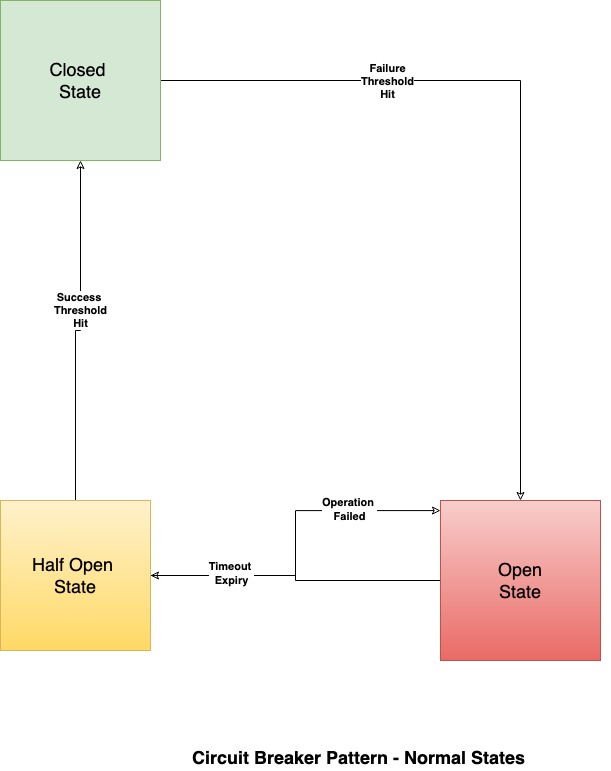 Closed
State
Failure
Threshold
Hit
Success
Threshold
Hit
Operation
Failed
Half Open
State
Timeout
Expiry
Open
State
Circuit Breaker Pattern - Normal States